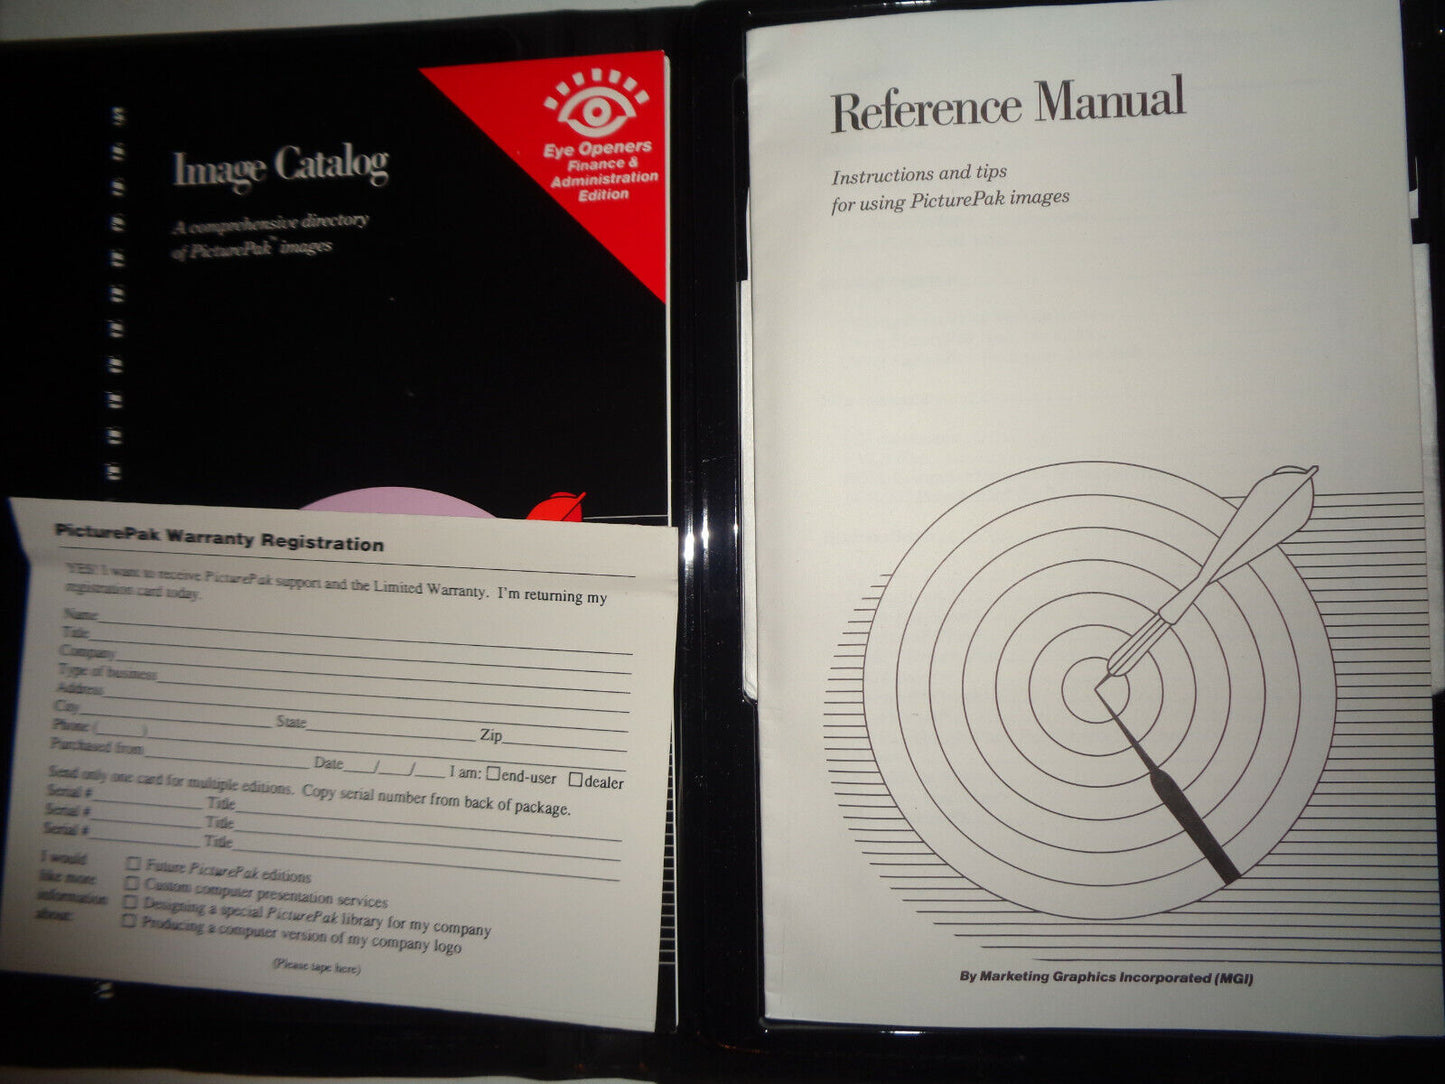 Image Catalog
A comprehensive directory
of PicturePak™ images
Eye Openers
Finance &
Administration
Edition
PicturePak Warranty Registration
YES! I want to receive PicturePak support and the Limited Warranty. I'm returning my
registration card today.
Name
Title
Company
Type of business
Address
City State Zip
Phone ( )
Purchased from Date / / I am: end-user dealer
Send only one card for multiple editions. Copy serial number from back of package.
Serial # Title
Serial # Title
Serial # Title
I would
like more
information
about:
Future PicturePak editions
Custom computer presentation services
Designing a special PicturePak library for my company
Producing a computer version of my company logo
(Please tape here)
Reference Manual
Instructions and tips
for using PicturePak images
By Marketing Graphics Incorporated (MGI)